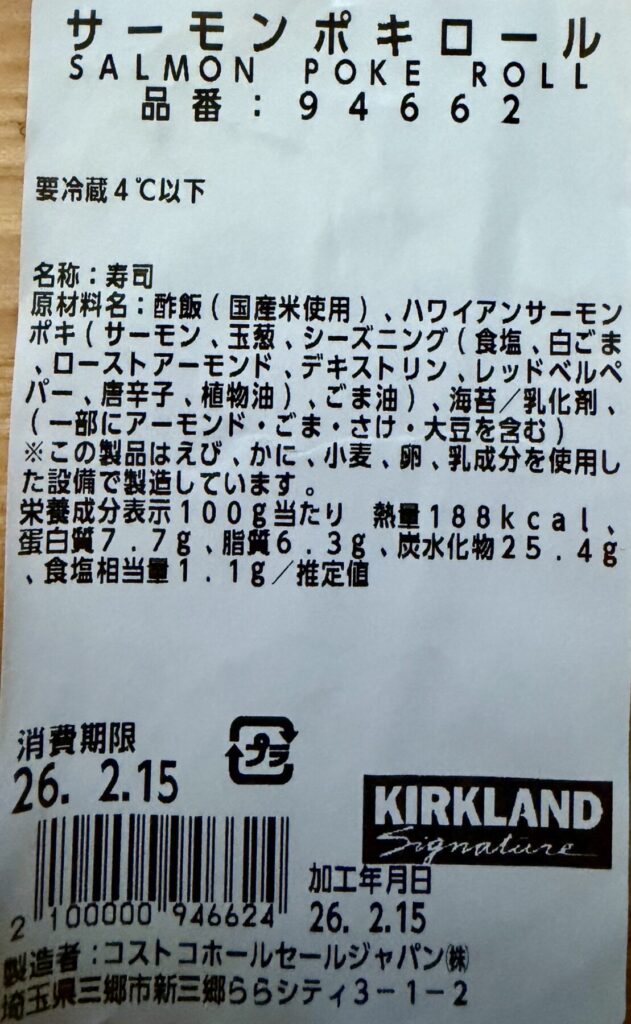 サーモンポキロール
SALMON POKE ROLL
品番：94662
要冷蔵4℃以下
名称：寿司
原材料名：酢飯（国産米使用）、ハワイアンサーモン
ポキ（サーモン、玉葱、シーズニング（食塩、白ごま
、ローストアーモンド、デキストリン、レッドベルペ
パー、唐辛子、植物油）、ごま油）、海苔／乳化剤、
（一部にアーモンド・ごま・さけ・大豆を含む）
※この製品はえび、かに、小麦、卵、乳成分を使用し
た設備で製造しています。
栄養成分表示100g当たり　熱量188kcal、
蛋白質7.7g、脂質6.3g、炭水化物25.4g
、食塩相当量1.1g／推定値
消費期限
26. 2.15
プラ
KIRKLAND
Signature
加工年月日
26. 2.15
2 100000 946624
製造者：コストコホールセールジャパン㈱
埼玉県三郷市新三郷ららシティ3－1－2